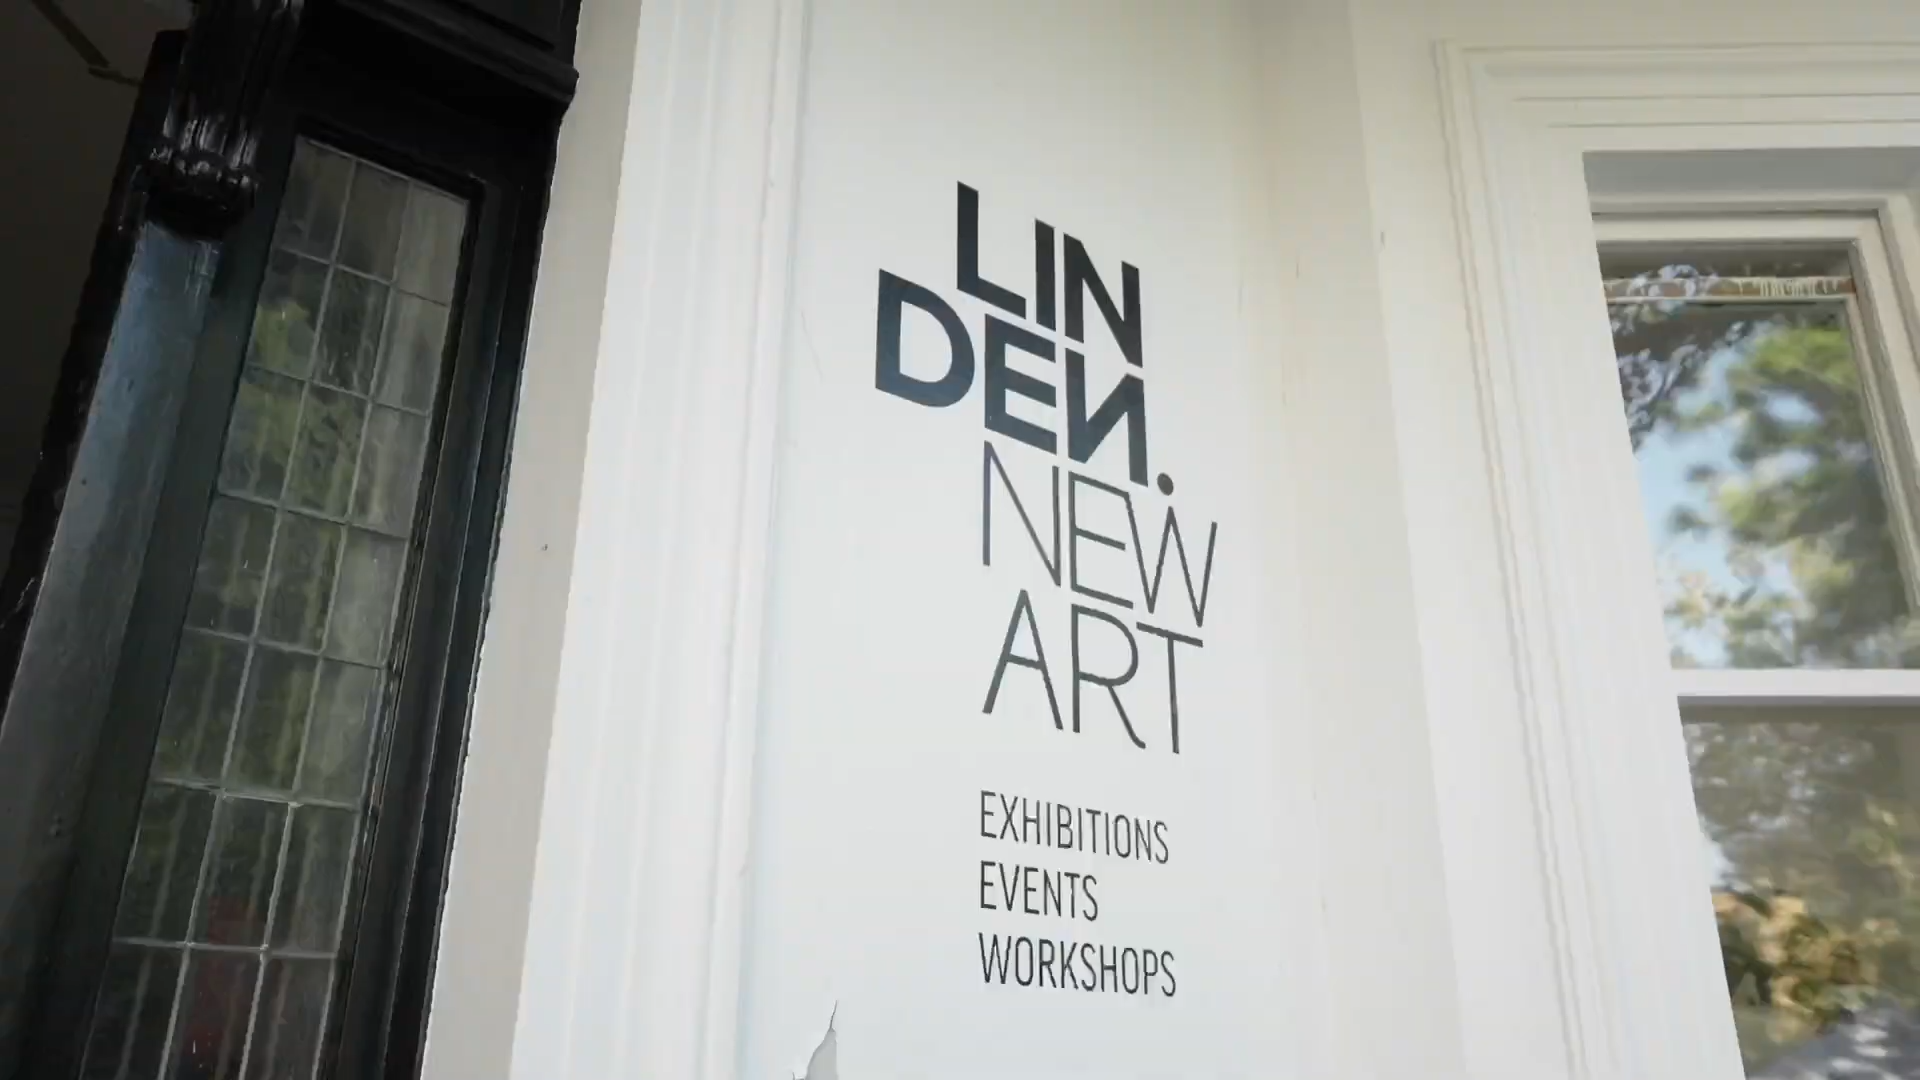 LIN
DEN.
NEW
ART
EXHIBITIONS
EVENTS
WORKSHOPS